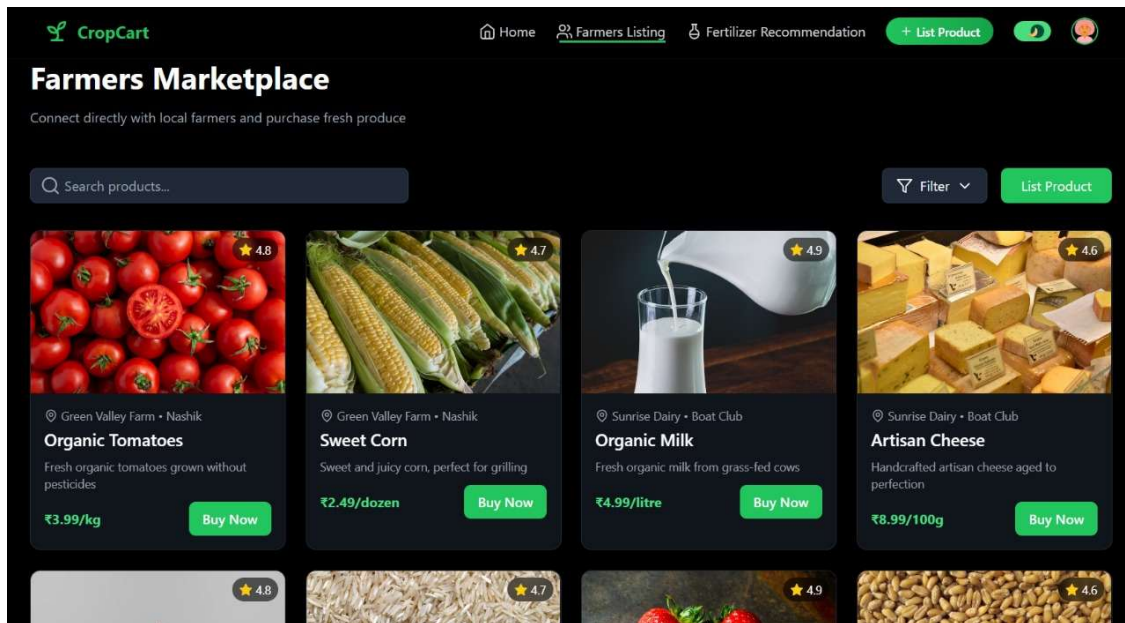 CropCart
Home
Farmers Listing
Fertilizer Recommendation
+ List Product
Farmers Marketplace
Connect directly with local farmers and purchase fresh produce
Search products...
Filter
List Product
4.8
4.7
4.9
4.6
Green Valley Farm • Nashik
Organic Tomatoes
Fresh organic tomatoes grown without
pesticides
₹3.99/kg
Buy Now
Green Valley Farm • Nashik
Sweet Corn
Sweet and juicy corn, perfect for grilling
₹2.49/dozen
Buy Now
Sunrise Dairy • Boat Club
Organic Milk
Fresh organic milk from grass-fed cows
₹4.99/litre
Buy Now
Sunrise Dairy • Boat Club
Artisan Cheese
Handcrafted artisan cheese aged to
perfection
₹8.99/100g
Buy Now
4.8
4.7
4.9
4.6